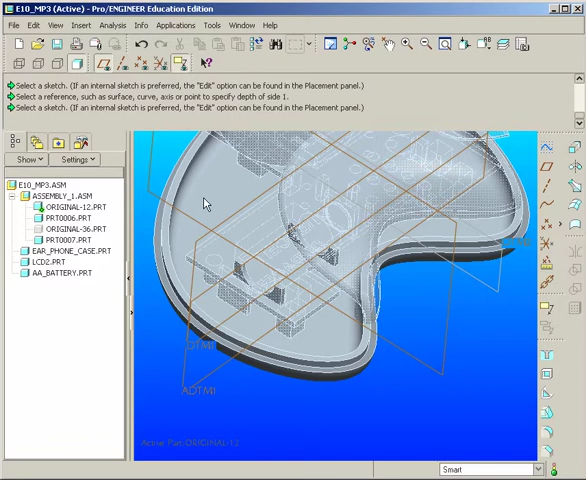 E10_MP3 (Active) - Pro/ENGINEER Education Edition
File Edit View Insert Analysis Info Applications Tools Window Help
Select a sketch. (If an internal sketch is preferred, the "Edit" option can be found in the Placement panel.)
Select a reference, such as surface, curve, axis or point to specify depth of side 1.
Select a sketch. (If an internal sketch is preferred, the "Edit" option can be found in the Placement panel.)
Show Settings
E10_MP3.ASM
ASSEMBLY_1.ASM
ORIGINAL-12.PRT
PRT0006.PRT
ORIGINAL-36.PRT
PRT0007.PRT
EAR_PHONE_CASE.PRT
LCD2.PRT
AA_BATTERY.PRT
DTM1
ADTM1
Active Part:ORIGINAL-12
Smart